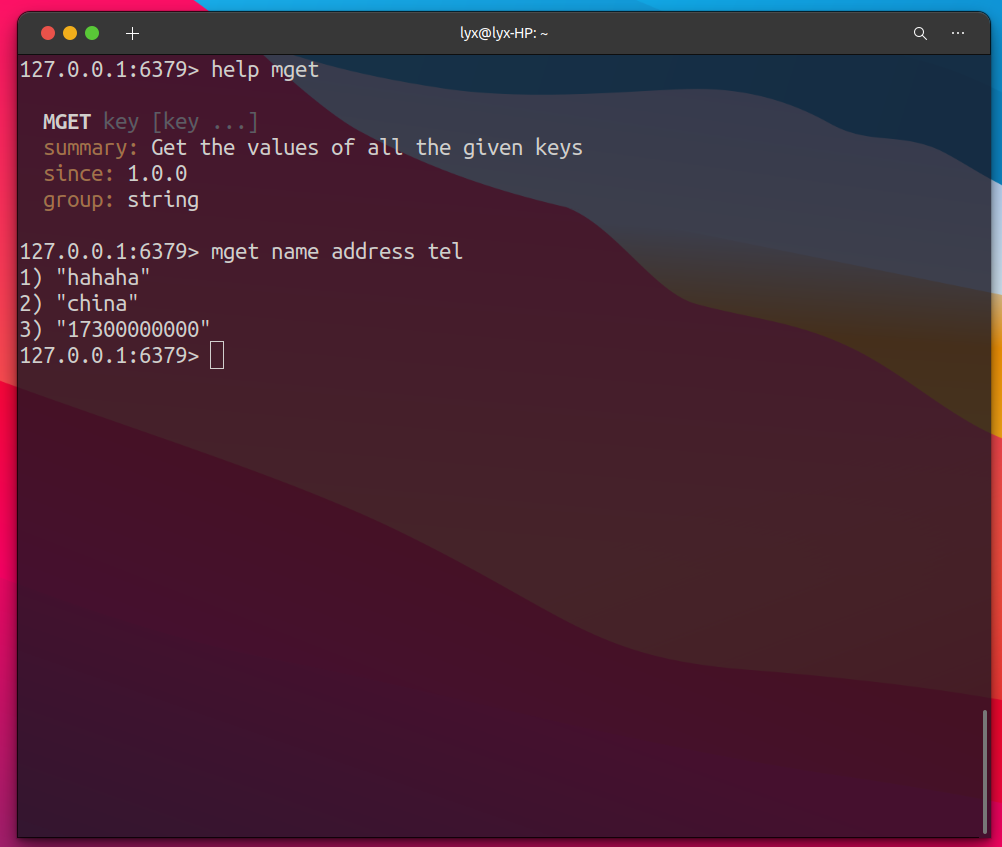 lyx@lyx-HP: ~
127.0.0.1:6379> help mget
MGET key [key ...]
summary: Get the values of all the given keys
since: 1.0.0
group: string
127.0.0.1:6379> mget name address tel
1) "hahaha"
2) "china"
3) "17300000000"
127.0.0.1:6379>